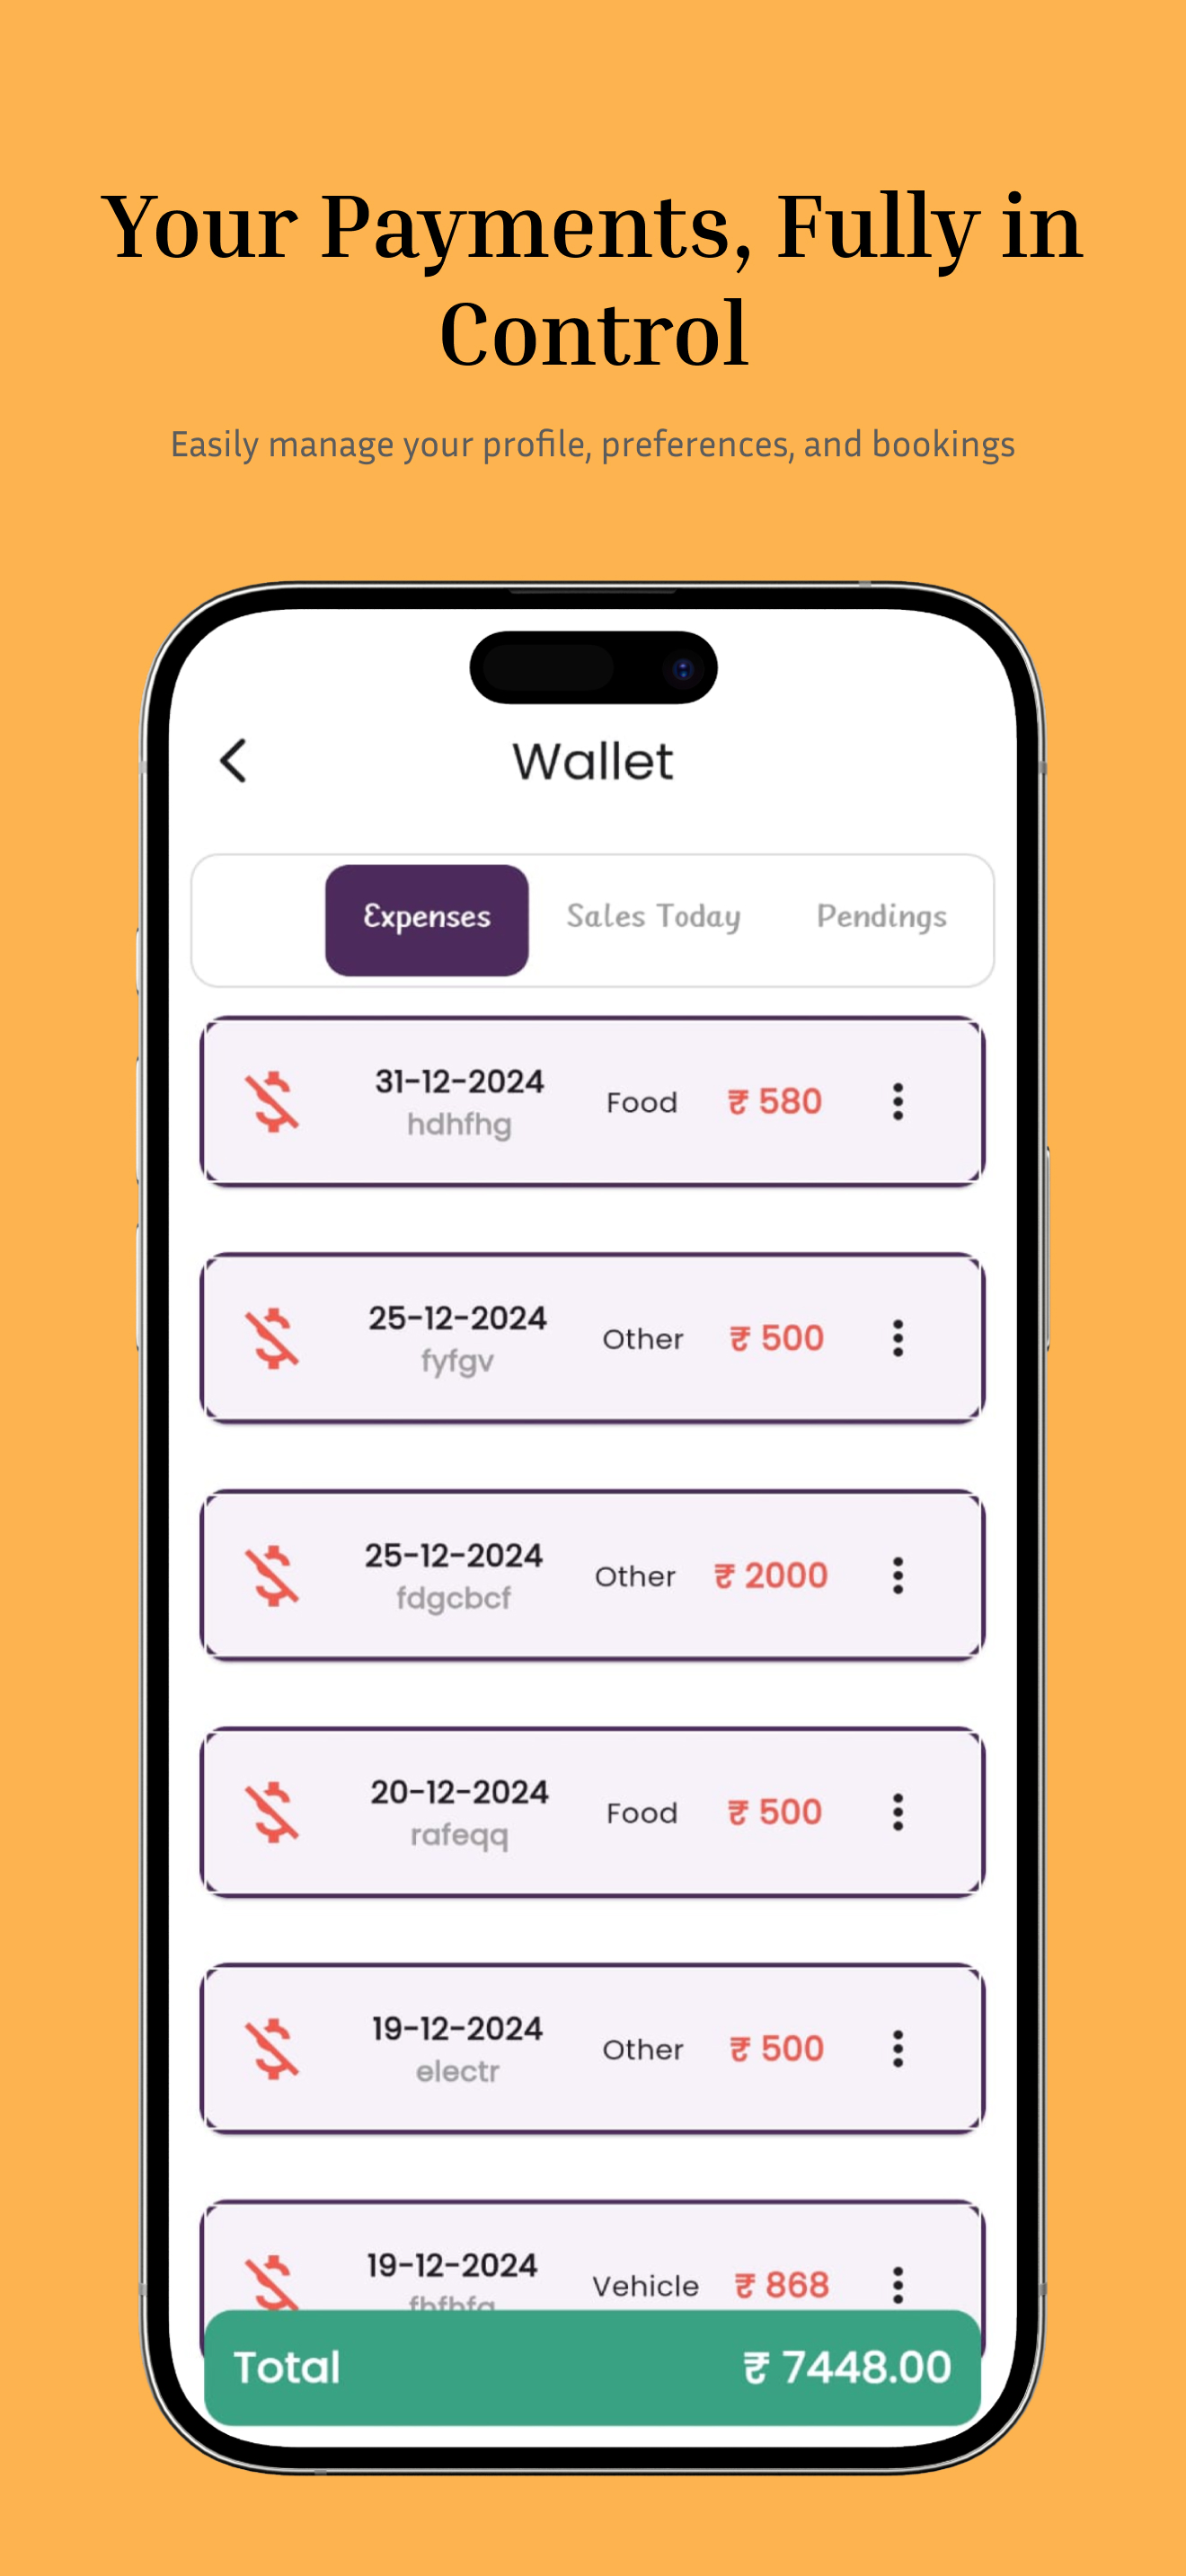 Your Payments, Fully in
Control
Easily manage your profile, preferences, and bookings
Wallet
Expenses Sales Today Pendings
31-12-2024
hdhfhg
Food ₹ 580
25-12-2024
fyfgv
Other ₹ 500
25-12-2024
fdgcbcf
Other ₹ 2000
20-12-2024
rafeqq
Food ₹ 500
19-12-2024
electr
Other ₹ 500
19-12-2024
Vehicle ₹ 868
Total ₹ 7448.00